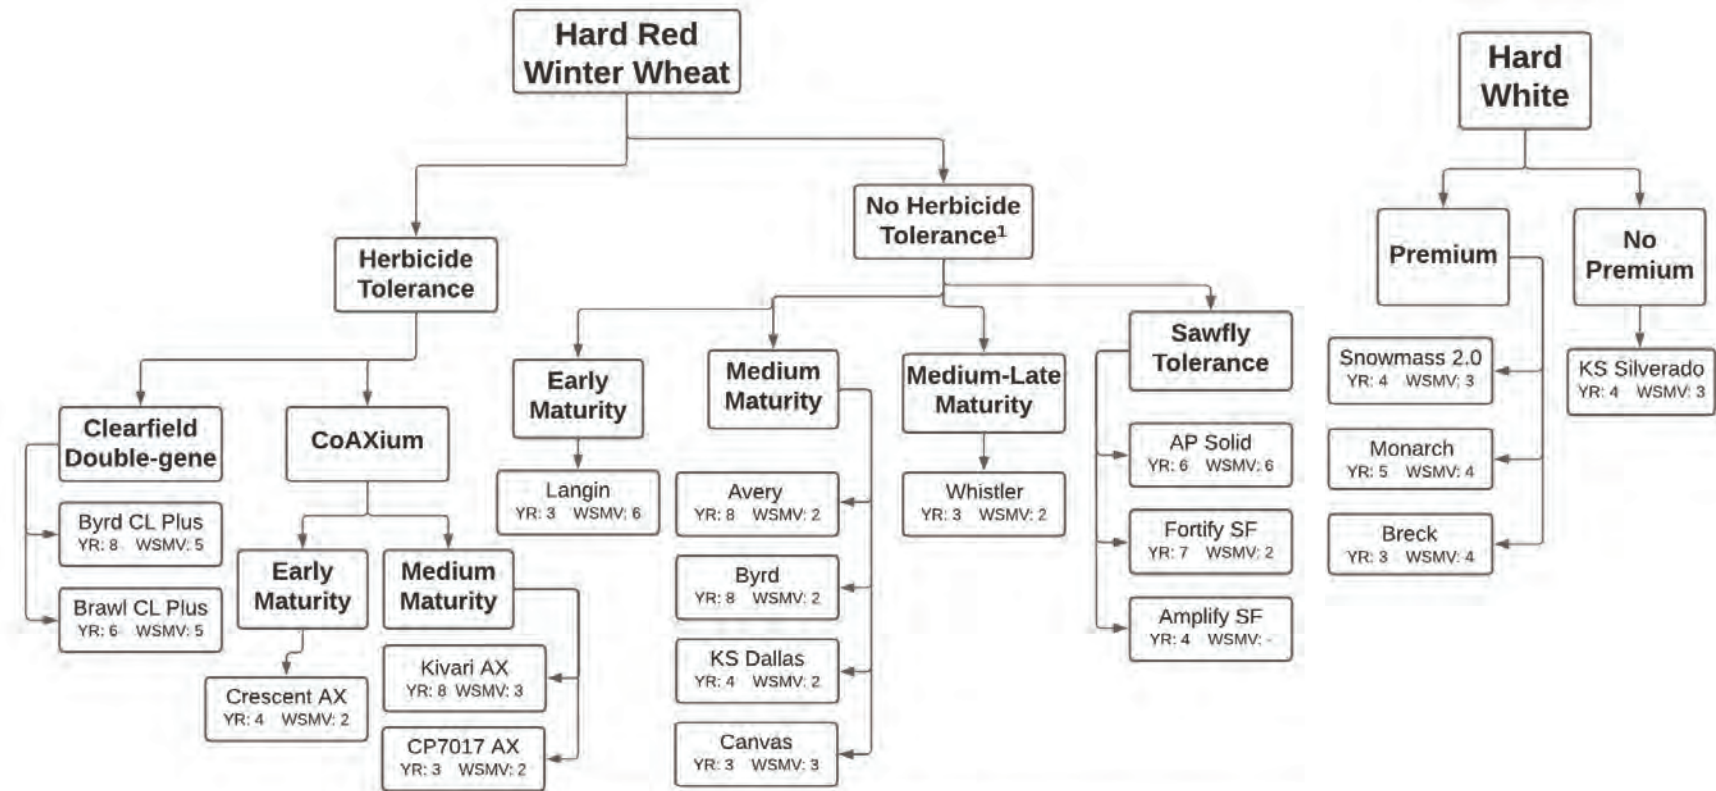 Hard Red
Winter Wheat
Hard
White
No Herbicide
Tolerance¹
Premium
No
Premium
Herbicide
Tolerance
Early
Maturity
Medium
Maturity
Medium-Late
Maturity
Sawfly
Tolerance
Snowmass 2.0
YR: 4 WSMV: 3
KS Silverado
YR: 4 WSMV: 3
Clearfield
Double-gene
CoAXium
Langin
YR: 3 WSMV: 6
Avery
YR: 8 WSMV: 2
Whistler
YR: 3 WSMV: 2
AP Solid
YR: 6 WSMV: 6
Monarch
YR: 5 WSMV: 4
Byrd CL Plus
YR: 8 WSMV: 5
Early
Maturity
Medium
Maturity
Byrd
YR: 8 WSMV: 2
Fortify SF
YR: 7 WSMV: 2
Breck
YR: 3 WSMV: 4
Brawl CL Plus
YR: 6 WSMV: 5
Amplify SF
YR: 4 WSMV: -
Crescent AX
YR: 4 WSMV: 2
Kivari AX
YR: 8 WSMV: 3
KS Dallas
YR: 4 WSMV: 2
CP7017 AX
YR: 3 WSMV: 2
Canvas
YR: 3 WSMV: 3